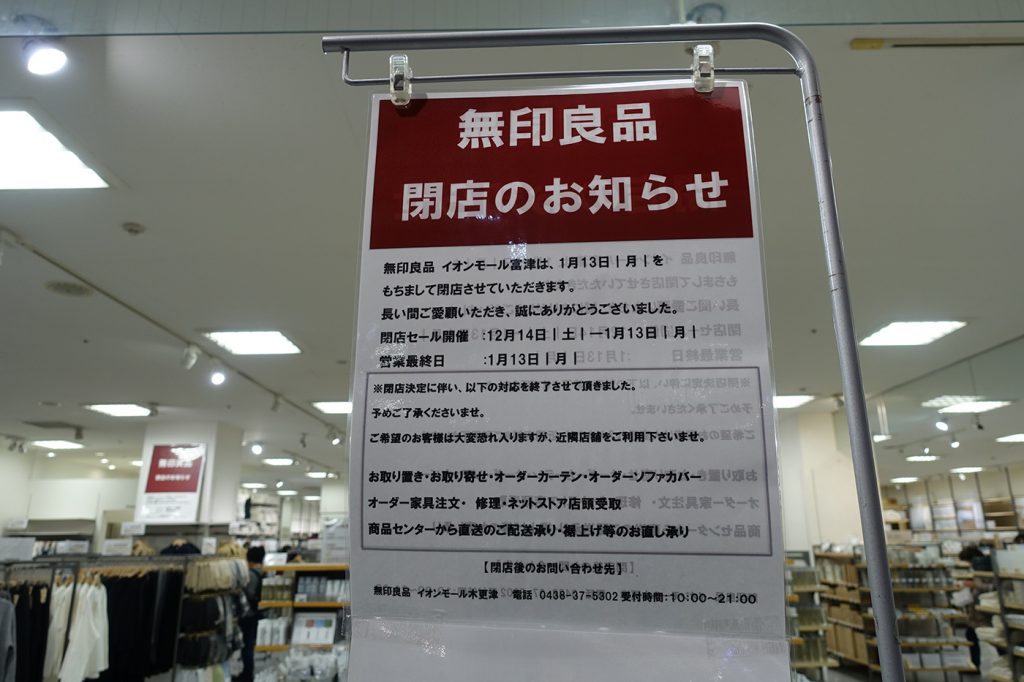 無印良品
閉店のお知らせ
無印良品 イオンモール富津は、1月13日|月|を
もちまして閉店させていただきます。
長い間ご愛顧いただき、誠にありがとうございました。
閉店セール開催 :12月14日|土|ー1月13日|月|
営業最終日 :1月13日|月|
※閉店決定に伴い、以下の対応を終了させて頂きました。
予めご了承くださいませ。
ご希望のお客様は大変恐れ入りますが、近隣店舗をご利用下さいませ。
お取り置き・お取り寄せ・オーダーカーテン・オーダーソファカバー
オーダー家具注文・ 修理・ネットストア店頭受取
商品センターから直送のご配送承り・裾上げ等のお直し承り
【閉店後のお問い合わせ先】
無印良品 イオンモール木更津 電話 0438-37-5302 受付時間:10:00〜21:00
無印良品
閉店のお知らせ